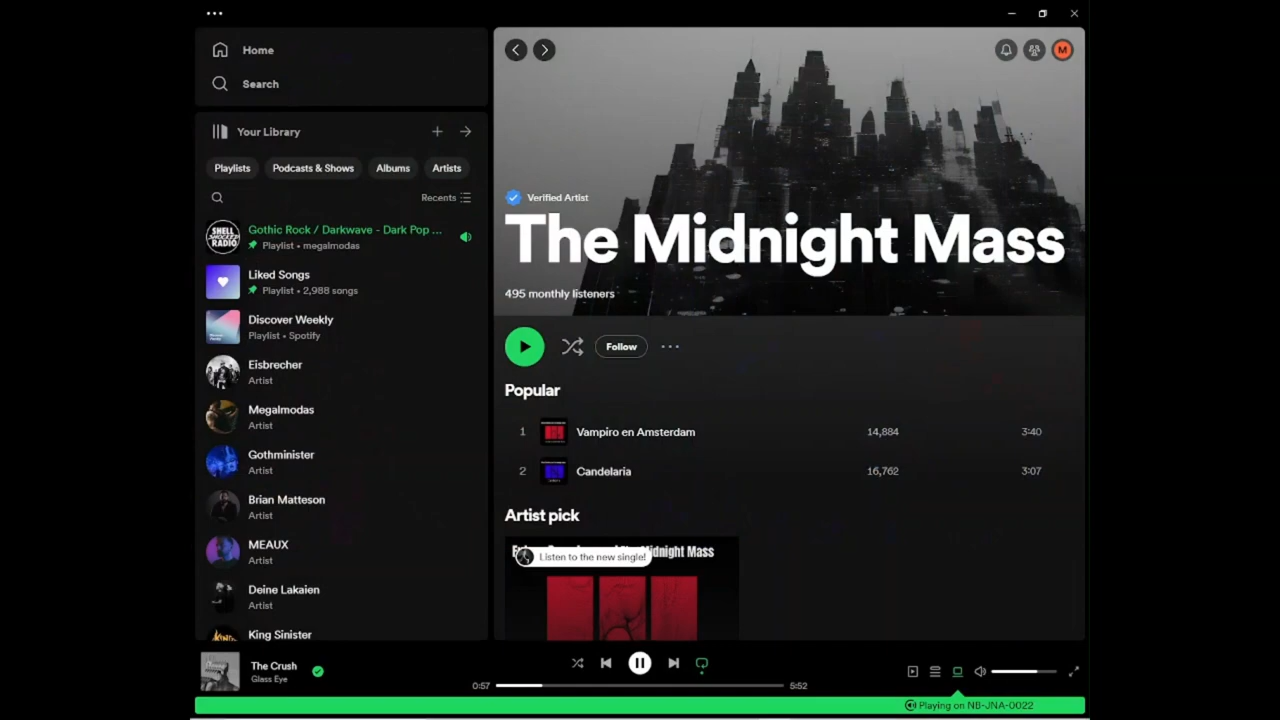 Home
Search
Your Library
Playlists
Podcasts & Shows
Albums
Artists
Recents
SHELL
SHOCKED
RADIO
Gothic Rock / Darkwave - Dark Pop ...
Playlist • megalmodas
Liked Songs
Playlist • 2,988 songs
Discover Weekly
Playlist • Spotify
Eisbrecher
Artist
Megalmodas
Artist
Gothminister
Artist
Brian Matteson
Artist
MEAUX
Artist
Deine Lakaien
Artist
King Sinister
M
Verified Artist
The Midnight Mass
495 monthly listeners
Follow
Popular
1 Vampiro en Amsterdam 14,884 3:40
2 Candelaria 16,762 3:07
Artist pick
Midnight Mass
Listen to the new single!
The Crush
Glass Eye
0:57
5:52
Playing on NB-JNA-0022